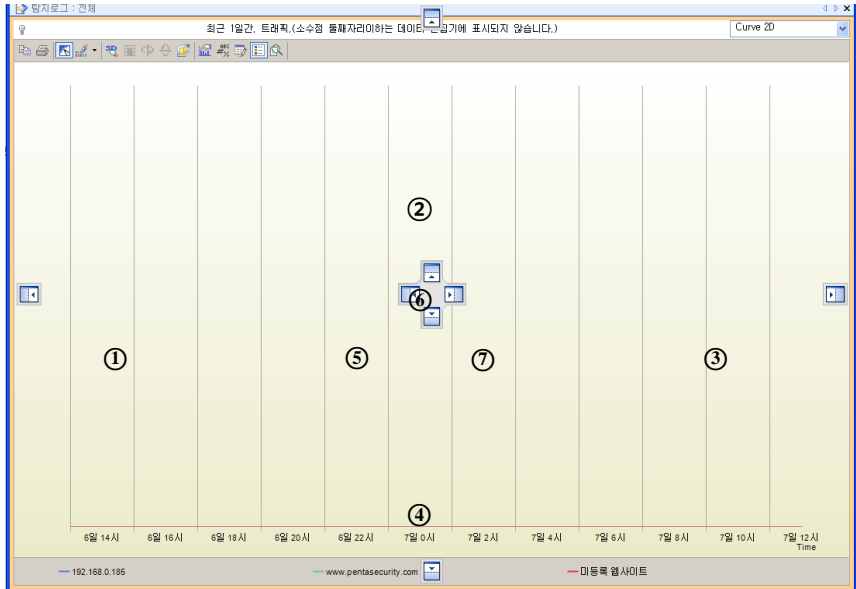 탐지로그 : 전체
최근 1일간, 트래픽,(소수점 둘째자리이하는 데이터 편집기에 표시되지 않습니다.)
Curve 2D
②
⑥
① ⑤ ⑦ ③
④
6일 14시 6일 16시 6일 18시 6일 20시 6일 22시 7일 0시 7일 2시 7일 4시 7일 6시 7일 8시 7일 10시 7일 12시
Time
192.168.0.185 www.pentasecurity.com 미등록 웹사이트